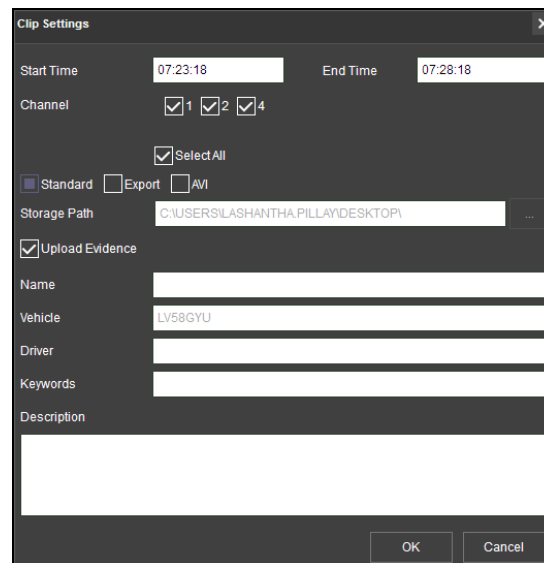 Clip Settings
Start Time 07:23:18 End Time 07:28:18
Channel 1 2 4
Select All
Standard Export AVI
Storage Path C:\USERS\LASHANTHA.PILLAY\DESKTOP\ ...
Upload Evidence
Name
Vehicle LV58GYU
Driver
Keywords
Description
OK Cancel